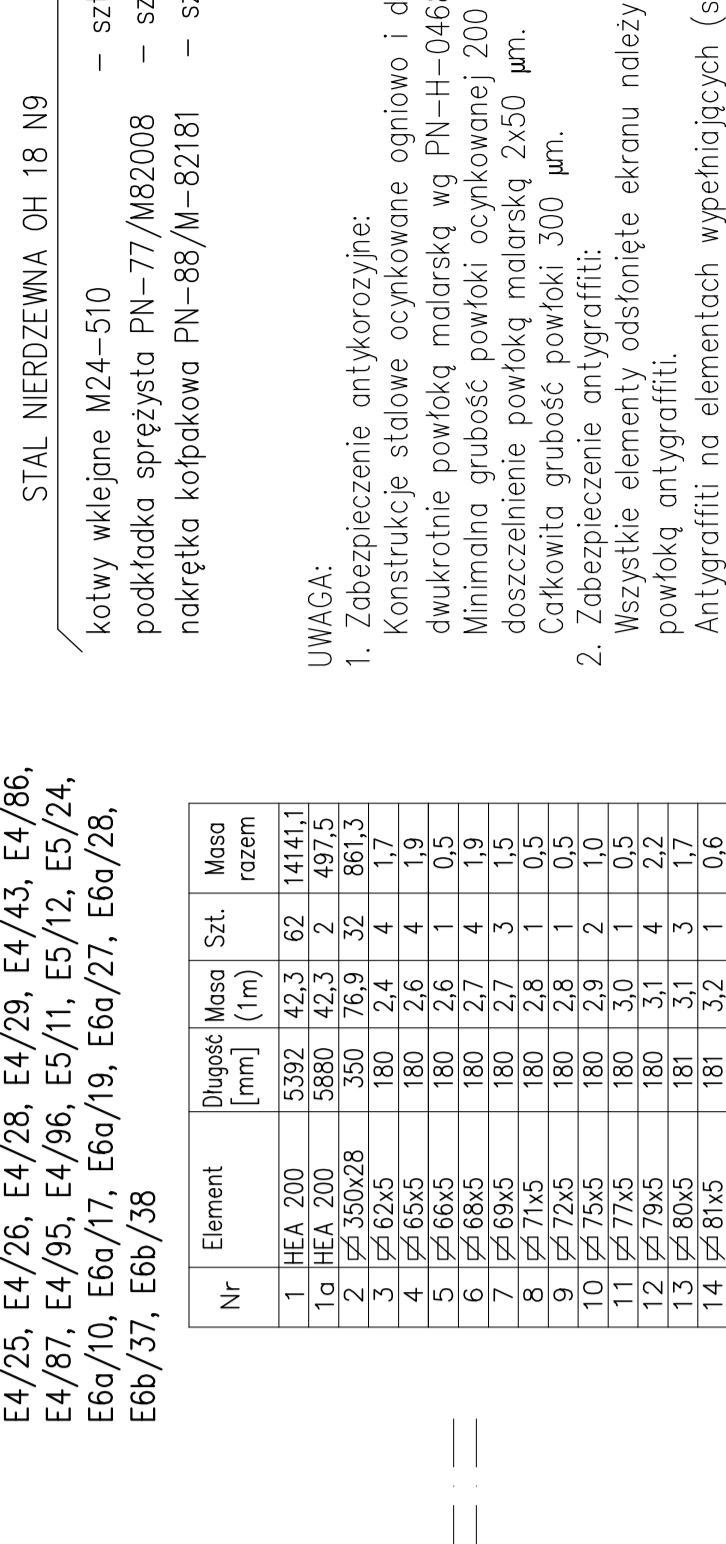 E4/25, E4/26, E4/28, E4/29, E4/43, E4/86,
E4/87, E4/95, E4/96, E5/11, E5/12, E5/24,
E6a/10, E6a/17, E6a/19, E6a/27, E6a/28,
E6b/37, E6b/38
Nr Element Długość [mm] Masa (1m) Szt. Masa razem
1 HEA 200 5392 42,3 62 14141,1
1a HEA 200 5880 42,3 2 497,5
2 350x28 350 76,9 32 861,3
3 62x5 180 2,4 4 1,7
4 65x5 180 2,6 4 1,9
5 66x5 180 2,6 1 0,5
6 68x5 180 2,7 4 1,9
7 69x5 180 2,7 3 1,5
8 71x5 180 2,8 1 0,5
9 72x5 180 2,8 1 0,5
10 75x5 180 2,9 2 1,0
11 77x5 180 3,0 1 0,5
12 79x5 180 3,1 4 2,2
13 80x5 181 3,1 3 1,7
14 81x5 181 3,2 1 0,6
STAL NIERDZEWNA OH 18 N9
kotwy wklejane M24-510 - szt
podkładka sprężysta PN-77/M82008 - sz
nakrętka kołpakowa PN-88/M-82181 - sz
UWAGA:
1. Zabezpieczenie antykorozyjne:
Konstrukcje stalowe ocynkowane ogniowo i d
dwukrotnie powłoką malarską wg PN-H-046
Minimalna grubość powłoki ocynkowanej 200
doszczelnienie powłoką malarską 2x50 μm.
Całkowita grubość powłoki 300 μm.
2. Zabezpieczenie antygraffiti:
Wszystkie elementy odsłonięte ekranu należy
powłoką antygraffiti.
Antygraffiti na elementach wypełniających (s